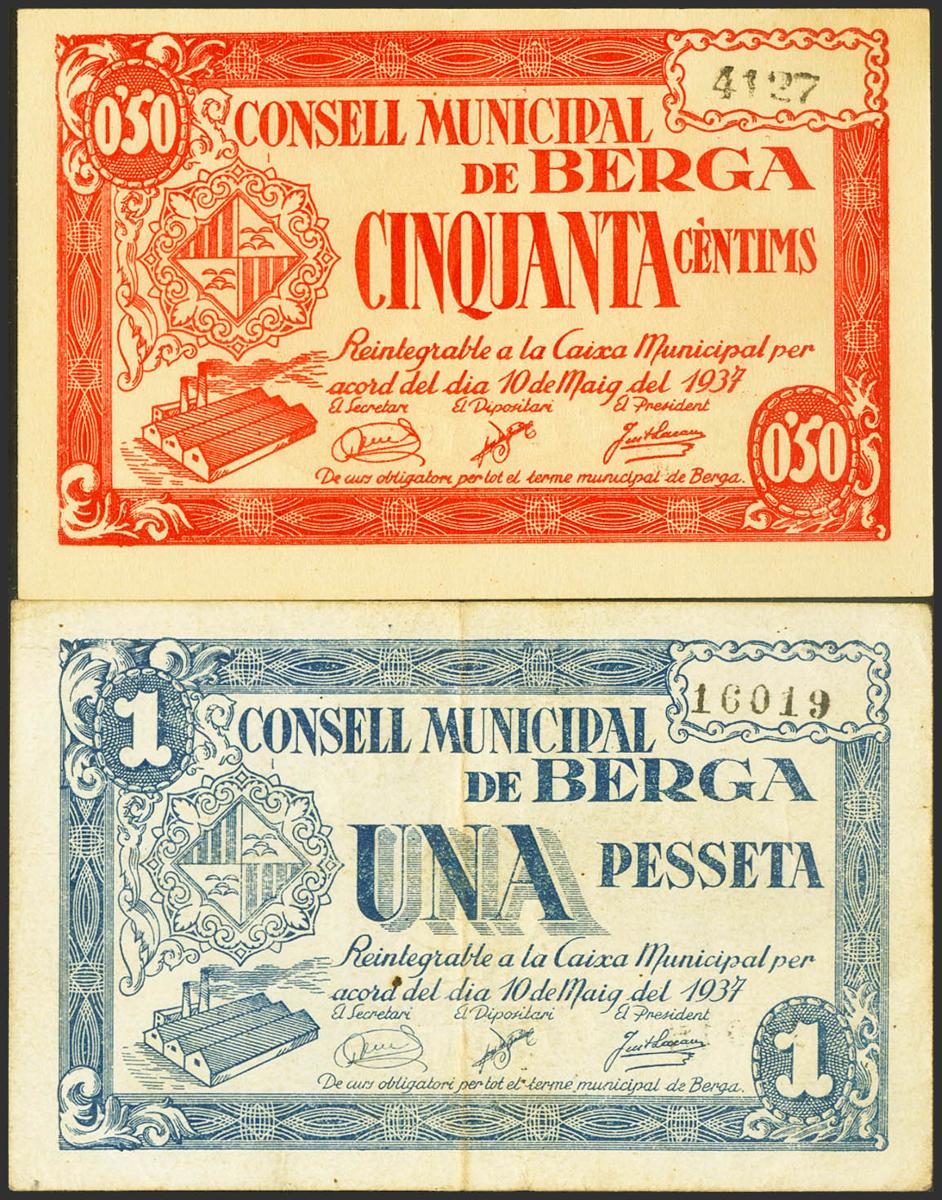 0'50
4127
CONSELL MUNICIPAL
DE BERGA
CINQUANTA CÈNTIMS
Reintegrable a la Caixa Municipal per
acord del dia 10 de Maig del 1937
El Secretari El Dipositari El President
De curs obligatori per tot el terme municipal de Berga.
0'50
1
16019
CONSELL MUNICIPAL
DE BERGA
UNA PESSETA
Reintegrable a la Caixa Municipal per
acord del dia 10 de Maig del 1937
El Secretari El Dipositari El President
De curs obligatori per tot el terme municipal de Berga.
1